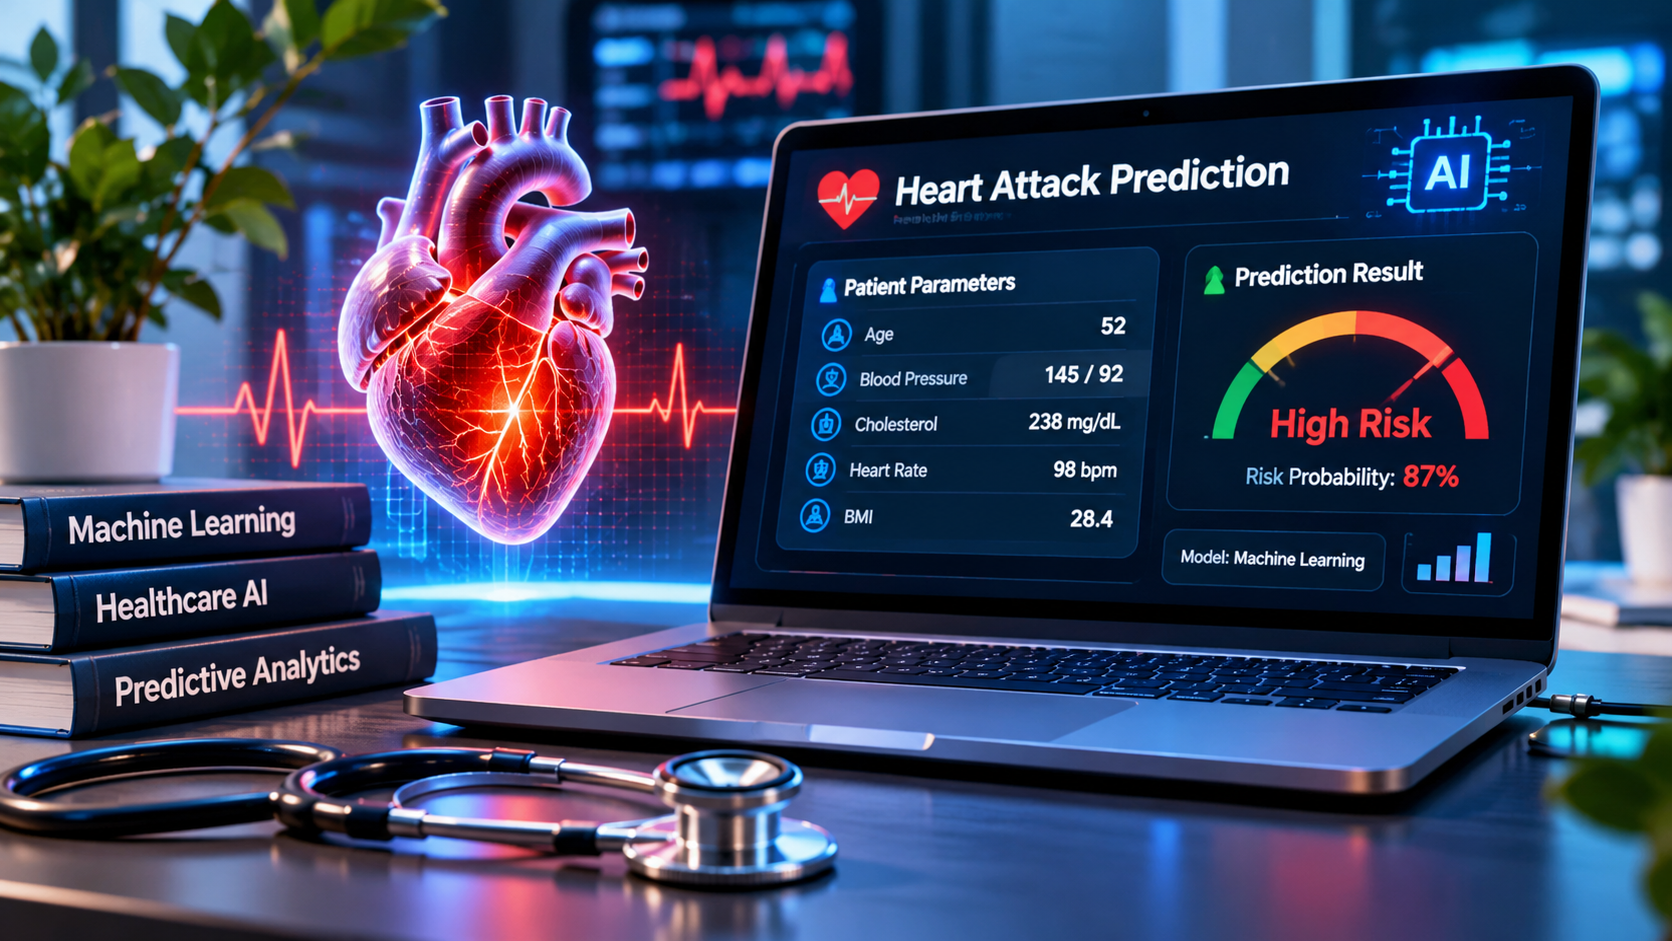 Heart Attack Prediction
AI
Patient Parameters
Age 52
Blood Pressure 145 / 92
Cholesterol 238 mg/dL
Heart Rate 98 bpm
BMI 28.4
Prediction Result
High Risk
Risk Probability: 87%
Model: Machine Learning
Machine Learning
Healthcare AI
Predictive Analytics